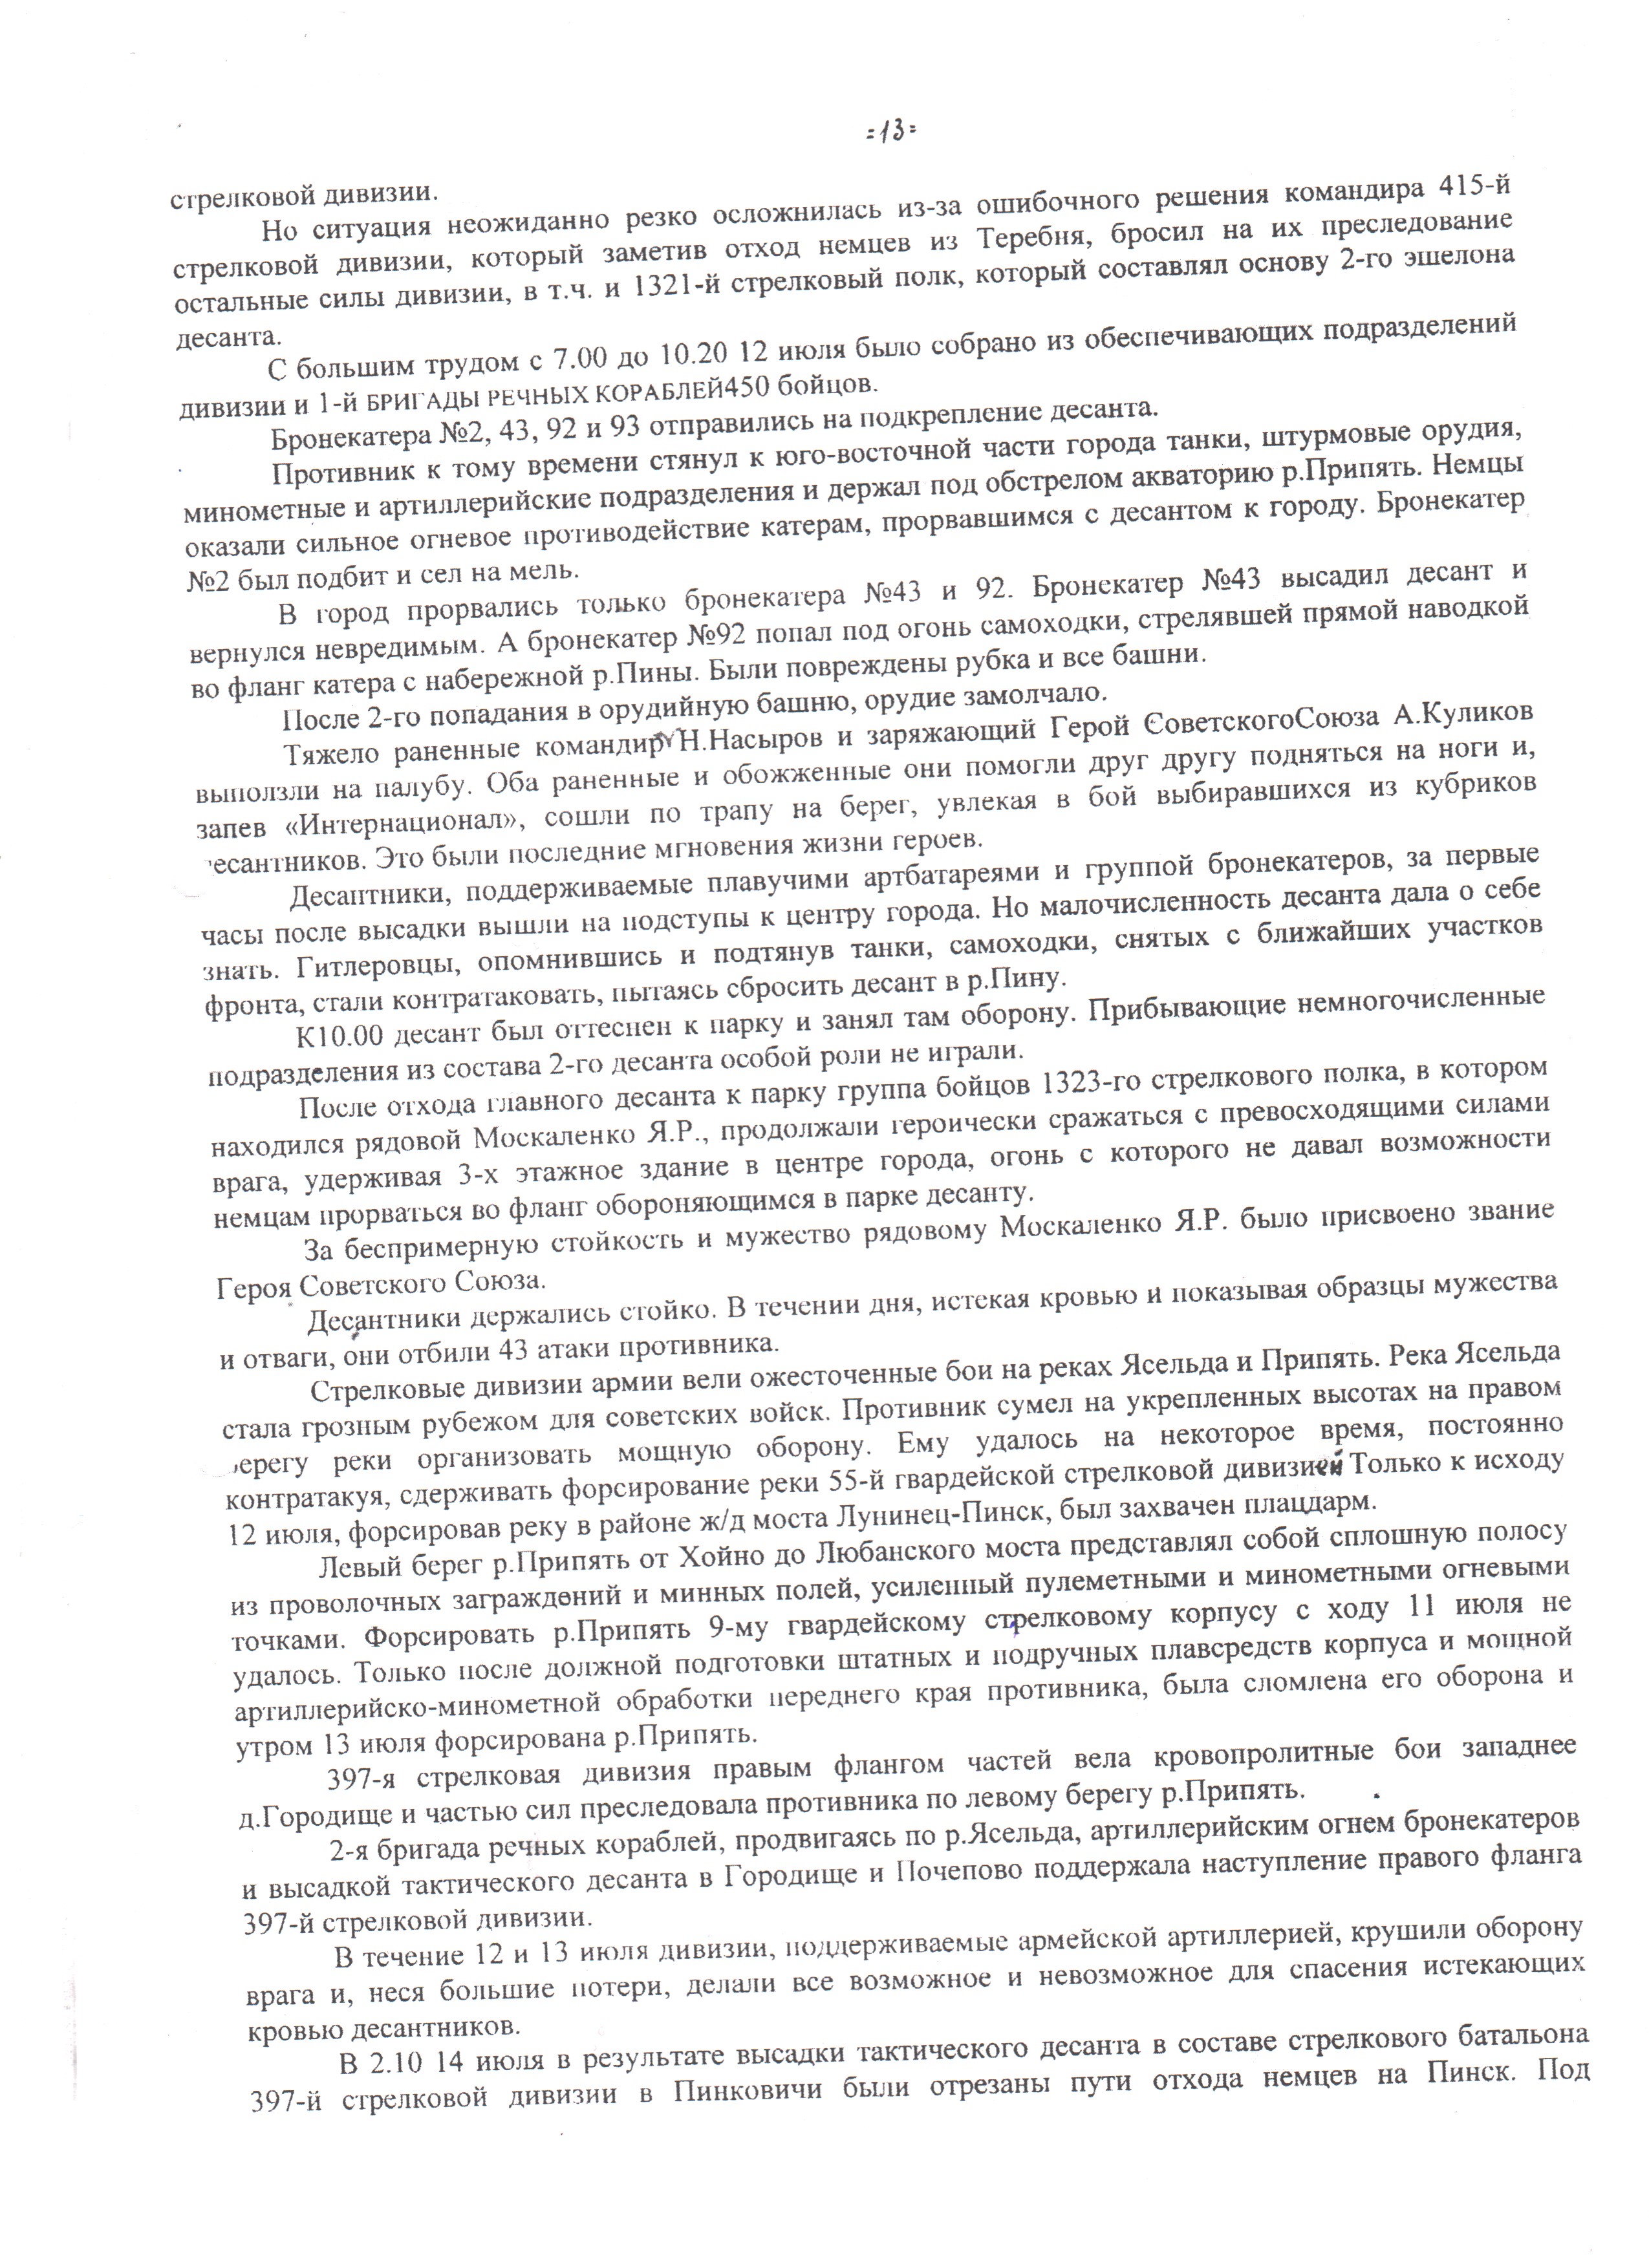 =13=
стрелковой дивизии.
Но ситуация неожиданно резко осложнилась из-за ошибочного решения командира 415-й
стрелковой дивизии, который заметив отход немцев из Теребня, бросил на их преследование
остальные силы дивизии, в т.ч. и 1321-й стрелковый полк, который составлял основу 2-го эшелона
десанта.
С большим трудом с 7.00 до 10.20 12 июля было собрано из обеспечивающих подразделений
дивизии и 1-й БРИГАДЫ РЕЧНЫХ КОРАБЛЕЙ450 бойцов.
Бронекатера №2, 43, 92 и 93 отправились на подкрепление десанта.
Противник к тому времени стянул к юго-восточной части города танки, штурмовые орудия,
минометные и артиллерийские подразделения и держал под обстрелом акваторию р.Припять. Немцы
оказали сильное огневое противодействие катерам, прорвавшимся с десантом к городу. Бронекатер
№2 был подбит и сел на мель.
В город прорвались только бронекатера №43 и 92. Бронекатер №43 высадил десант и
вернулся невредимым. А бронекатер №92 попал под огонь самоходки, стрелявшей прямой наводкой
во фланг катера с набережной р.Пины. Были повреждены рубка и все башни.
После 2-го попадания в орудийную башню, орудие замолчало.
Тяжело раненные командир Н.Насыров и заряжающий Герой СоветскогоСоюза А.Куликов
выползли на палубу. Оба раненные и обожженные они помогли друг другу подняться на ноги и,
запев «Интернационал», сошли по трапу на берег, увлекая в бой выбиравшихся из кубриков
есантников. Это были последние мгновения жизни героев.
Десантники, поддерживаемые плавучими артбатареями и группой бронекатеров, за первые
часы после высадки вышли на подступы к центру города. Но малочисленность десанта дала о себе
знать. Гитлеровцы, опомнившись и подтянув танки, самоходки, снятых с ближайших участков
фронта, стали контратаковать, пытаясь сбросить десант в р.Пину.
К10.00 десант был оттеснен к парку и занял там оборону. Прибывающие немногочисленные
подразделения из состава 2-го десанта особой роли не играли.
После отхода главного десанта к парку группа бойцов 1323-го стрелкового полка, в котором
находился рядовой Москаленко Я.Р., продолжали героически сражаться с превосходящими силами
врага, удерживая 3-х этажное здание в центре города, огонь с которого не давал возможности
немцам прорваться во фланг обороняющимся в парке десанту.
За беспримерную стойкость и мужество рядовому Москаленко Я.Р. было присвоено звание
Героя Советского Союза.
Десантники держались стойко. В течении дня, истекая кровью и показывая образцы мужества
и отваги, они отбили 43 атаки противника.
Стрелковые дивизии армии вели ожесточенные бои на реках Ясельда и Припять. Река Ясельда
стала грозным рубежом для советских войск. Противник сумел на укрепленных высотах на правом
ерегу реки организовать мощную оборону. Ему удалось на некоторое время, постоянно
контратакуя, сдерживать форсирование реки 55-й гвардейской стрелковой дивизией Только к исходу
12 июля, форсировав реку в районе ж/д моста Лунинец-Пинск, был захвачен плацдарм.
Левый берег р.Припять от Хойно до Любанского моста представлял собой сплошную полосу
из проволочных заграждений и минных полей, усиленный пулеметными и минометными огневыми
точками. Форсировать р.Припять 9-му гвардейскому стрелковому корпусу с ходу 11 июля не
удалось. Только после должной подготовки штатных и подручных плавсредств корпуса и мощной
артиллерийско-минометной обработки переднего края противника, была сломлена его оборона и
утром 13 июля форсирована р.Припять.
397-я стрелковая дивизия правым флангом частей вела кровопролитные бои западнее
д.Городище и частью сил преследовала противника по левому берегу р.Припять.
2-я бригада речных кораблей, продвигаясь по р.Ясельда, артиллерийским огнем бронекатеров
и высадкой тактического десанта в Городище и Почепово поддержала наступление правого фланга
397-й стрелковой дивизии.
В течение 12 и 13 июля дивизии, поддерживаемые армейской артиллерией, крушили оборону
врага и, неся большие потери, делали все возможное и невозможное для спасения истекающих
кровью десантников.
В 2.10 14 июля в результате высадки тактического десанта в составе стрелкового батальона
397-й стрелковой дивизии в Пинковичи были отрезаны пути отхода немцев на Пинск. Под